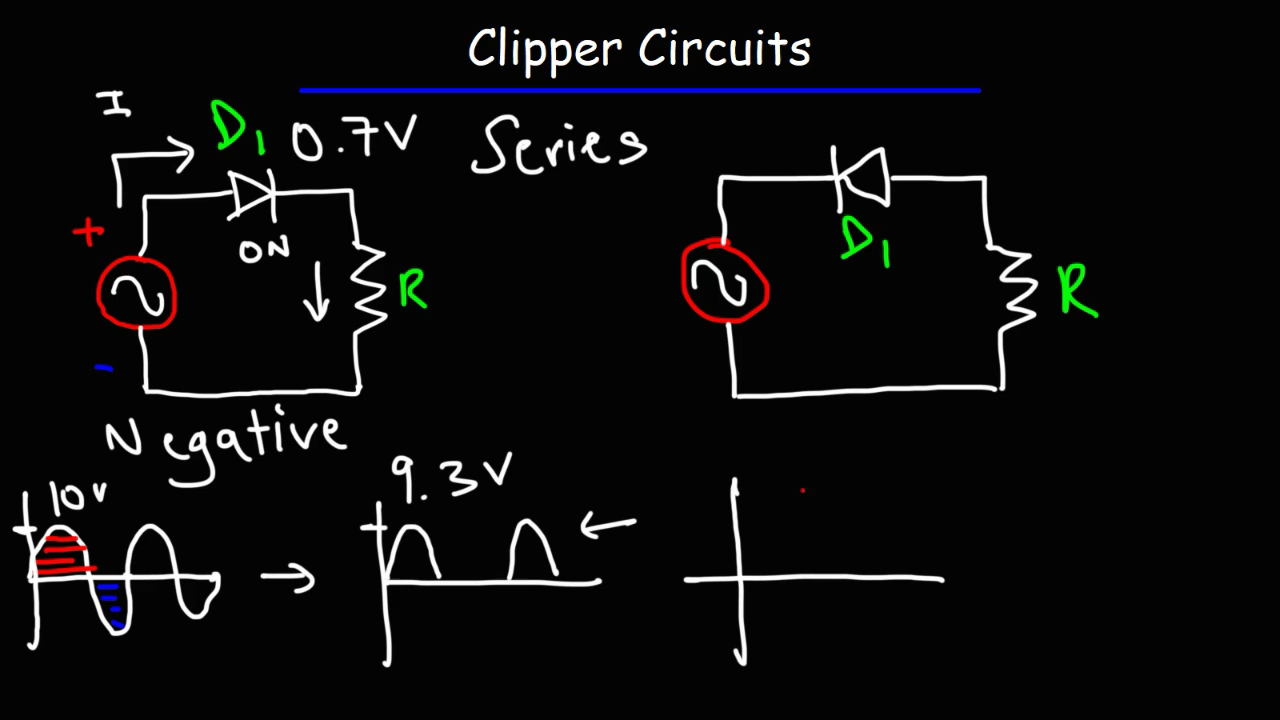 Clipper Circuits
I
D1 0.7V Series
+
ON
D1
R
R
-
Negative
10V
9.3V